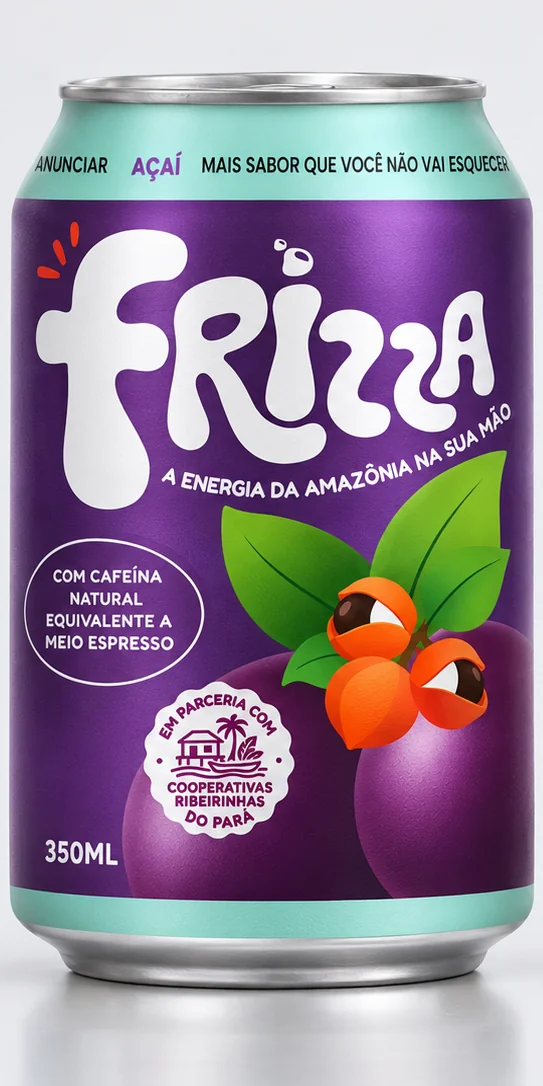 ANUNCIAR AÇAÍ MAIS SABOR QUE VOCÊ NÃO VAI ESQUECER
FRIZZA
A ENERGIA DA AMAZÔNIA NA SUA MÃO
COM CAFEÍNA
NATURAL
EQUIVALENTE A
MEIO ESPRESSO
EM PARCERIA COM
COOPERATIVAS
RIBEIRINHAS
DO PARÁ
350ML